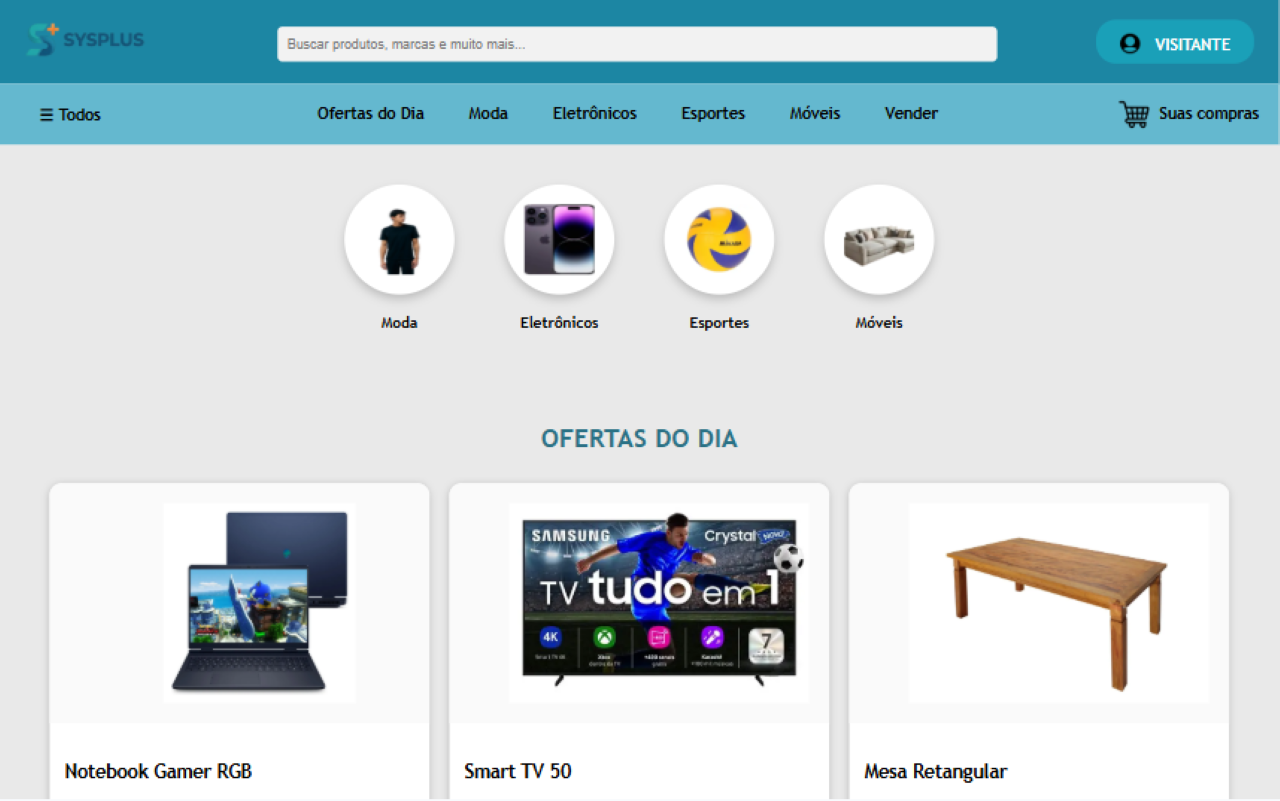 SYSPLUS
Buscar produtos, marcas e muito mais...
VISITANTE
☰ Todos
Ofertas do Dia
Moda
Eletrônicos
Esportes
Móveis
Vender
Suas compras
Moda
Eletrônicos
Esportes
Móveis
OFERTAS DO DIA
SAMSUNG
Crystal
TV tudo em 1
4K
7
Notebook Gamer RGB
Smart TV 50
Mesa Retangular